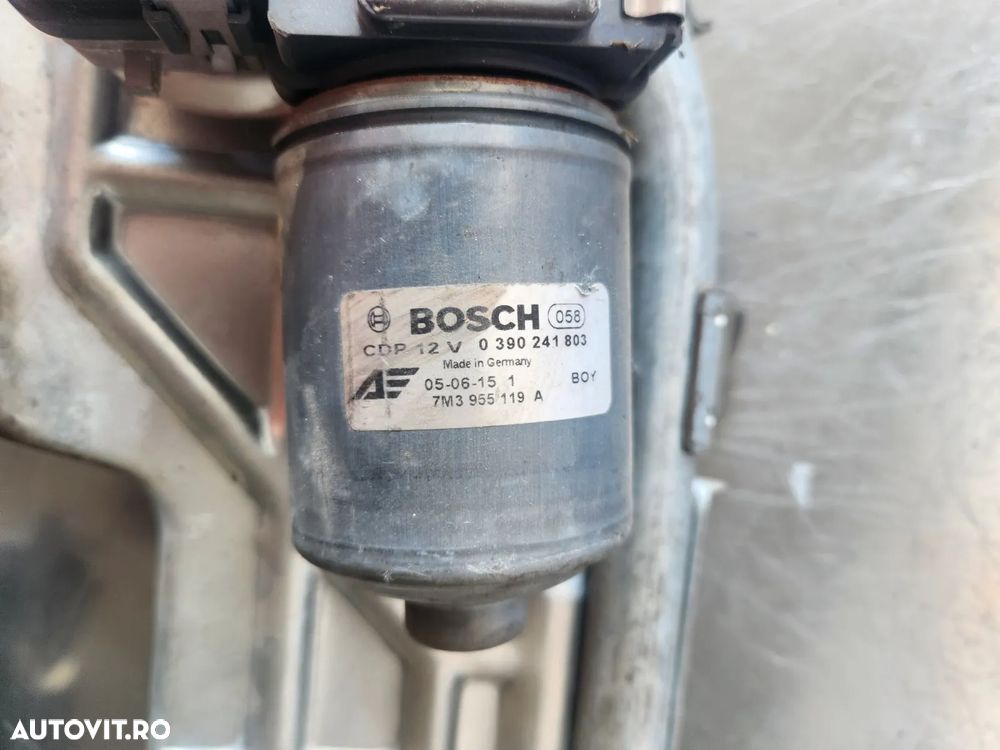 BOSCH 058
CDP 12 V 0 390 241 803
Made in Germany
05-06-15 1 BOY
7M3 955 119 A
AUTOVIT.RO